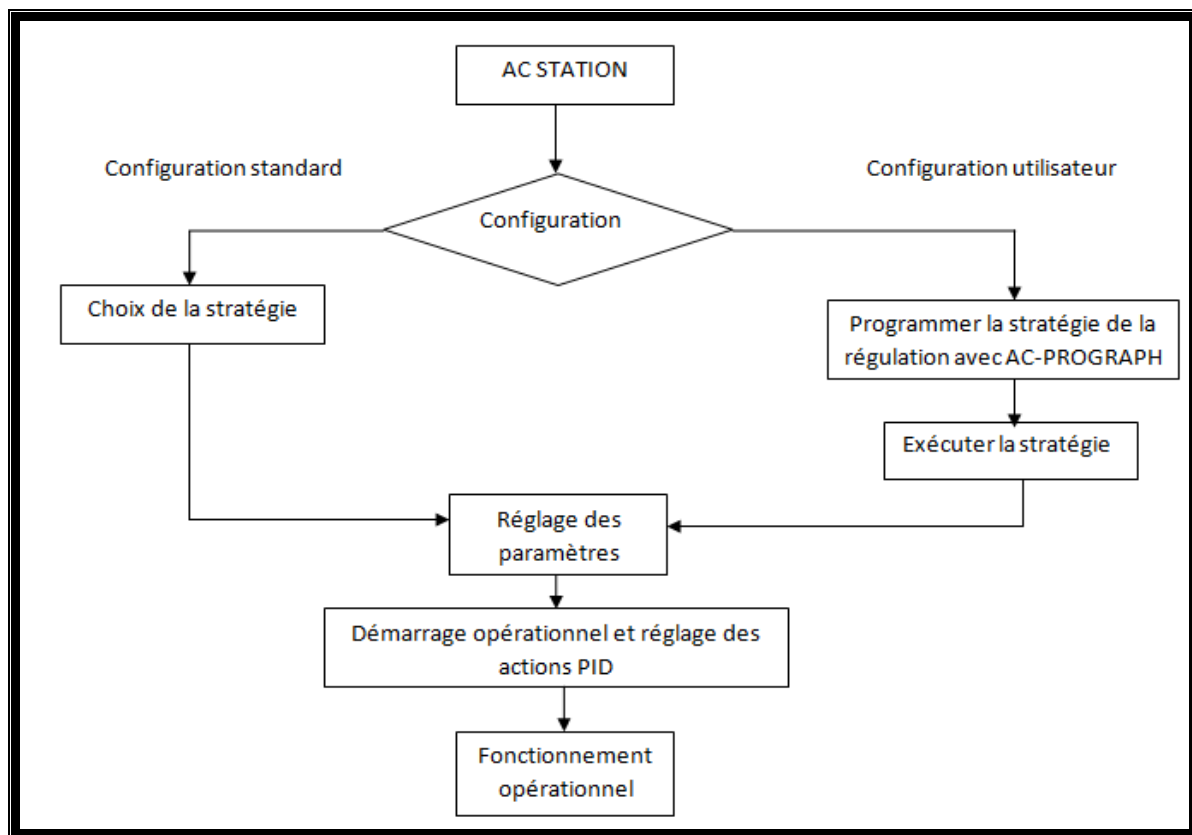 AC STATION
Configuration standard
Configuration utilisateur
Configuration
Choix de la stratégie
Programmer la stratégie de la
régulation avec AC-PROGRAPH
Exécuter la stratégie
Réglage des
paramètres
Démarrage opérationnel et réglage des
actions PID
Fonctionnement
opérationnel